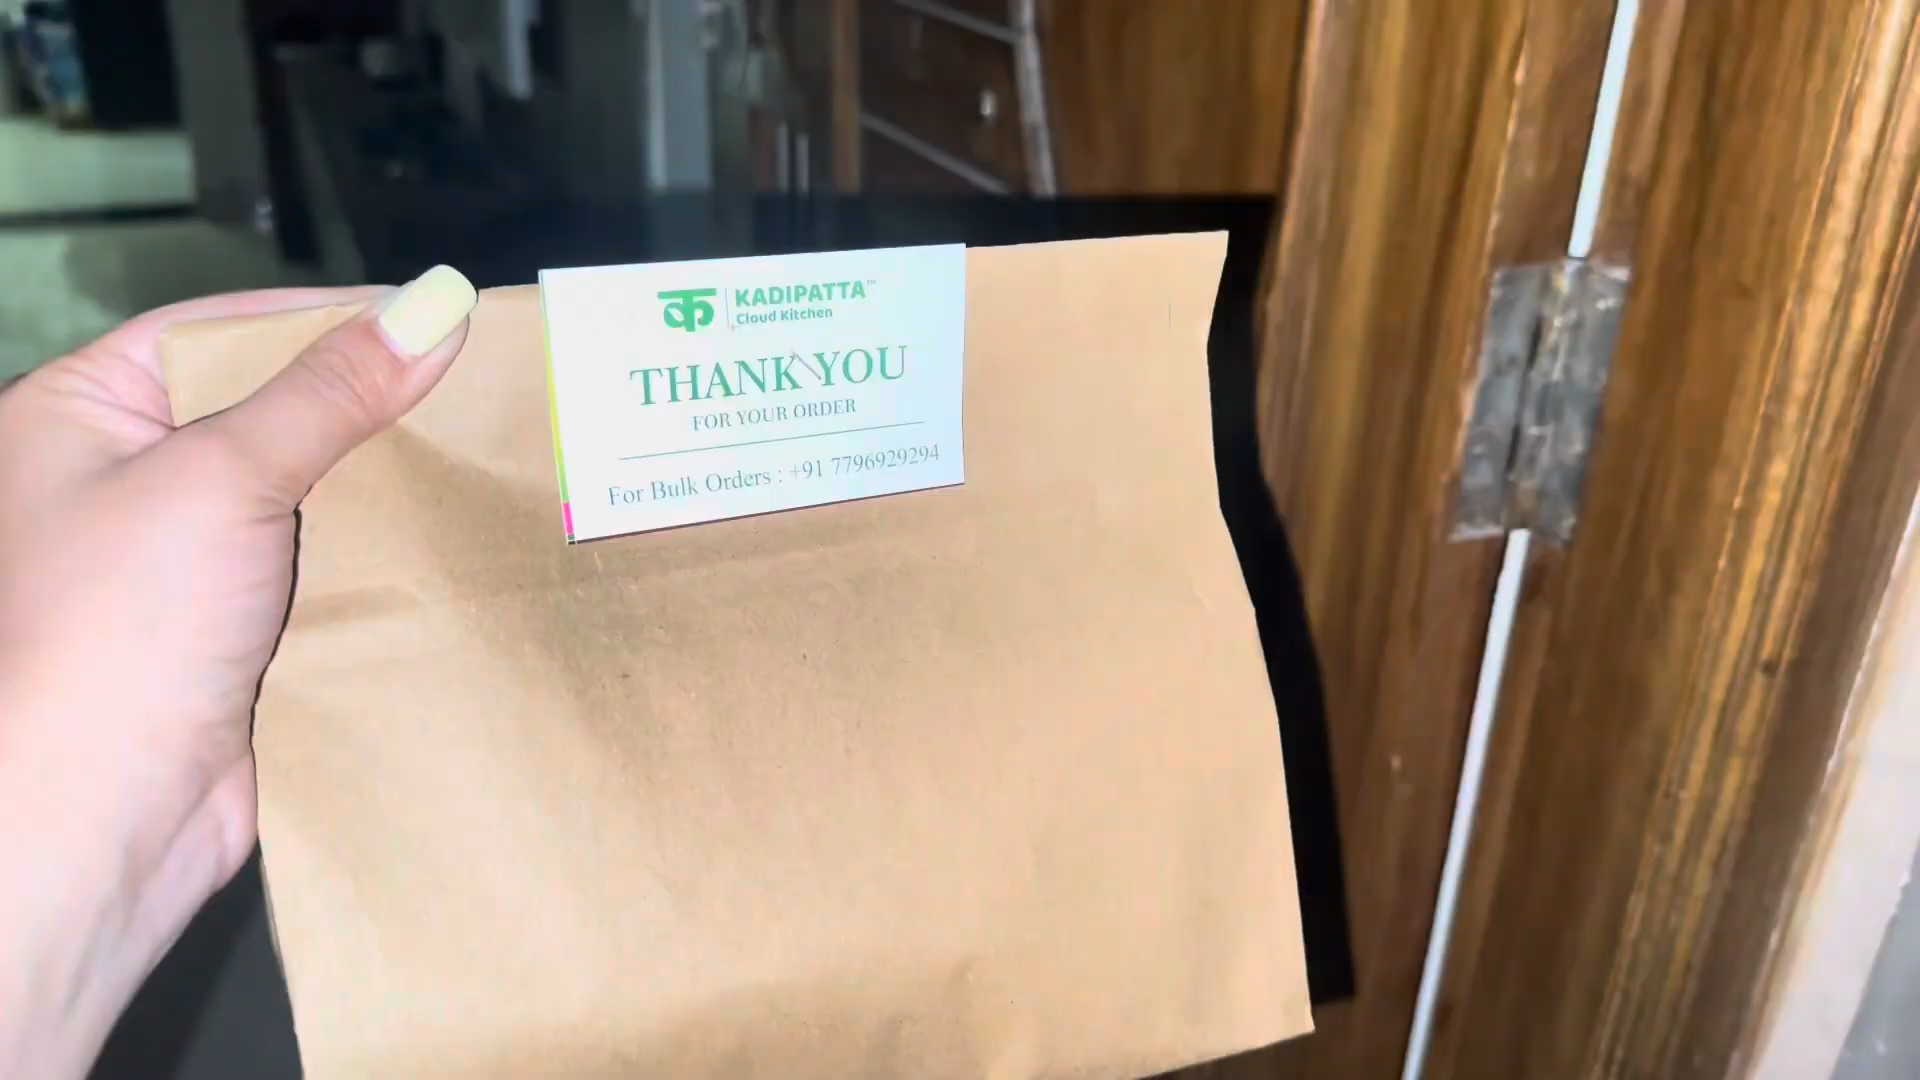 क
KADIPATTA™
Cloud Kitchen
THANK YOU
FOR YOUR ORDER
For Bulk Orders : +91 7796929294